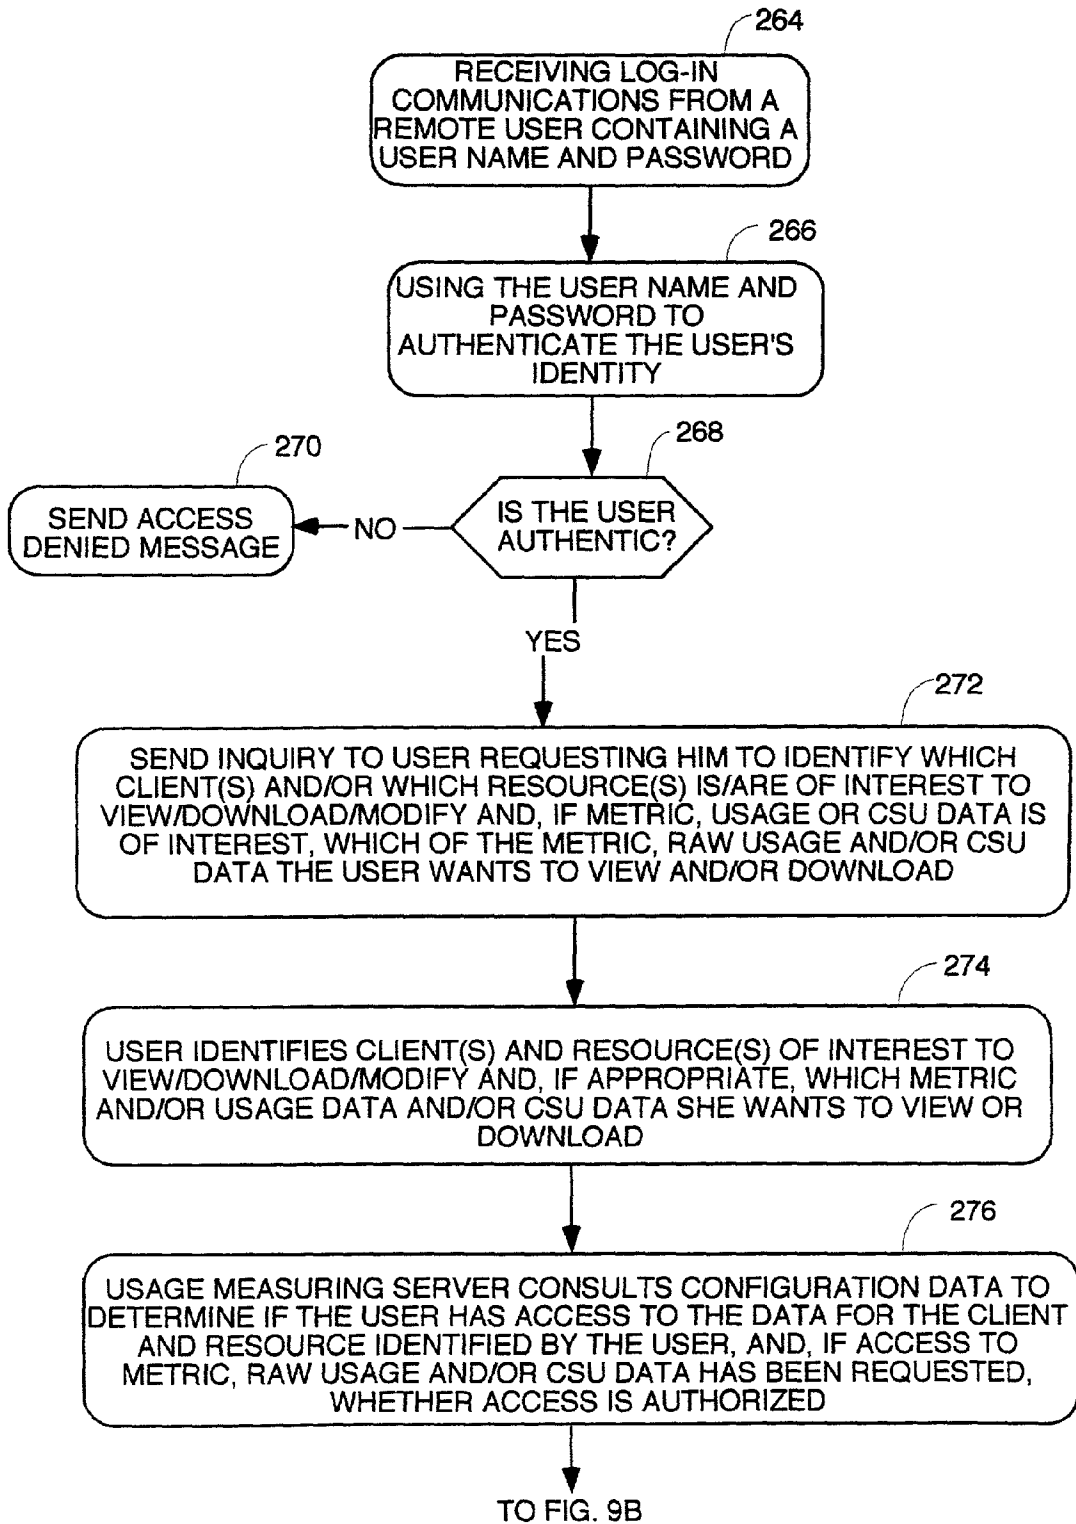 264
RECEIVING LOG-IN
COMMUNICATIONS FROM A
REMOTE USER CONTAINING A
USER NAME AND PASSWORD
266
USING THE USER NAME AND
PASSWORD TO
AUTHENTICATE THE USER'S
IDENTITY
268
IS THE USER
AUTHENTIC?
270
SEND ACCESS
DENIED MESSAGE
NO
YES
272
SEND INQUIRY TO USER REQUESTING HIM TO IDENTIFY WHICH
CLIENT(S) AND/OR WHICH RESOURCE(S) IS/ARE OF INTEREST TO
VIEW/DOWNLOAD/MODIFY AND, IF METRIC, USAGE OR CSU DATA IS
OF INTEREST, WHICH OF THE METRIC, RAW USAGE AND/OR CSU
DATA THE USER WANTS TO VIEW AND/OR DOWNLOAD
274
USER IDENTIFIES CLIENT(S) AND RESOURCE(S) OF INTEREST TO
VIEW/DOWNLOAD/MODIFY AND, IF APPROPRIATE, WHICH METRIC
AND/OR USAGE DATA AND/OR CSU DATA SHE WANTS TO VIEW OR
DOWNLOAD
276
USAGE MEASURING SERVER CONSULTS CONFIGURATION DATA TO
DETERMINE IF THE USER HAS ACCESS TO THE DATA FOR THE CLIENT
AND RESOURCE IDENTIFIED BY THE USER, AND, IF ACCESS TO
METRIC, RAW USAGE AND/OR CSU DATA HAS BEEN REQUESTED,
WHETHER ACCESS IS AUTHORIZED
TO FIG. 9B